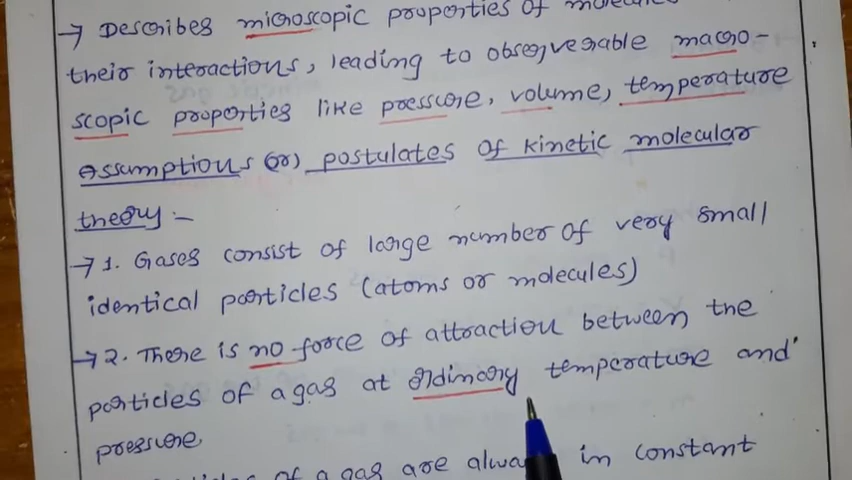 → Describes microscopic properties of molecules
their interactions, leading to observerable macro-
scopic properties like pressure, volume, temperature
Assumptions (or) postulates of kinetic molecular
theory :-
→ 1. Gases consist of large number of very small
identical particles (atoms or molecules)
→ 2. There is no force of attraction between the
particles of a gas at ordinary temperature and
pressure
of a gas are always in constant